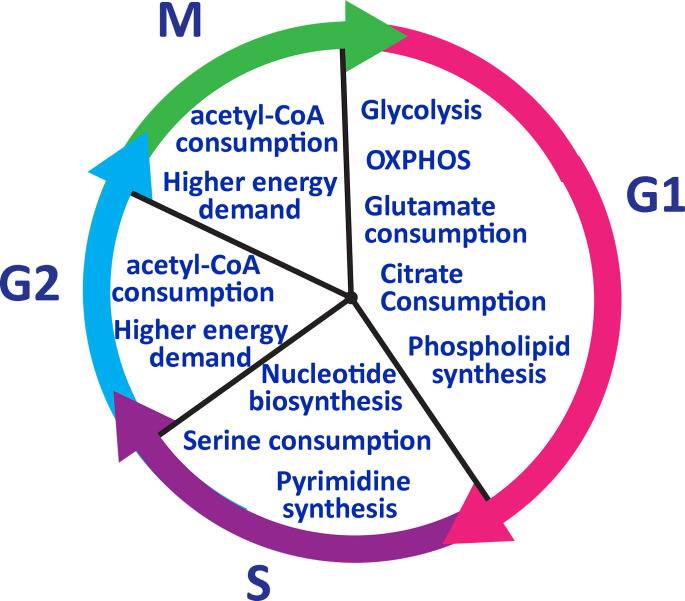 M
G1
Glycolysis
OXPHOS
Glutamate
consumption
Citrate
Consumption
Phospholipid
synthesis
S
Nucleotide
biosynthesis
Serine consumption
Pyrimidine
synthesis
G2
acetyl-CoA
consumption
Higher energy
demand
acetyl-CoA
consumption
Higher energy
demand